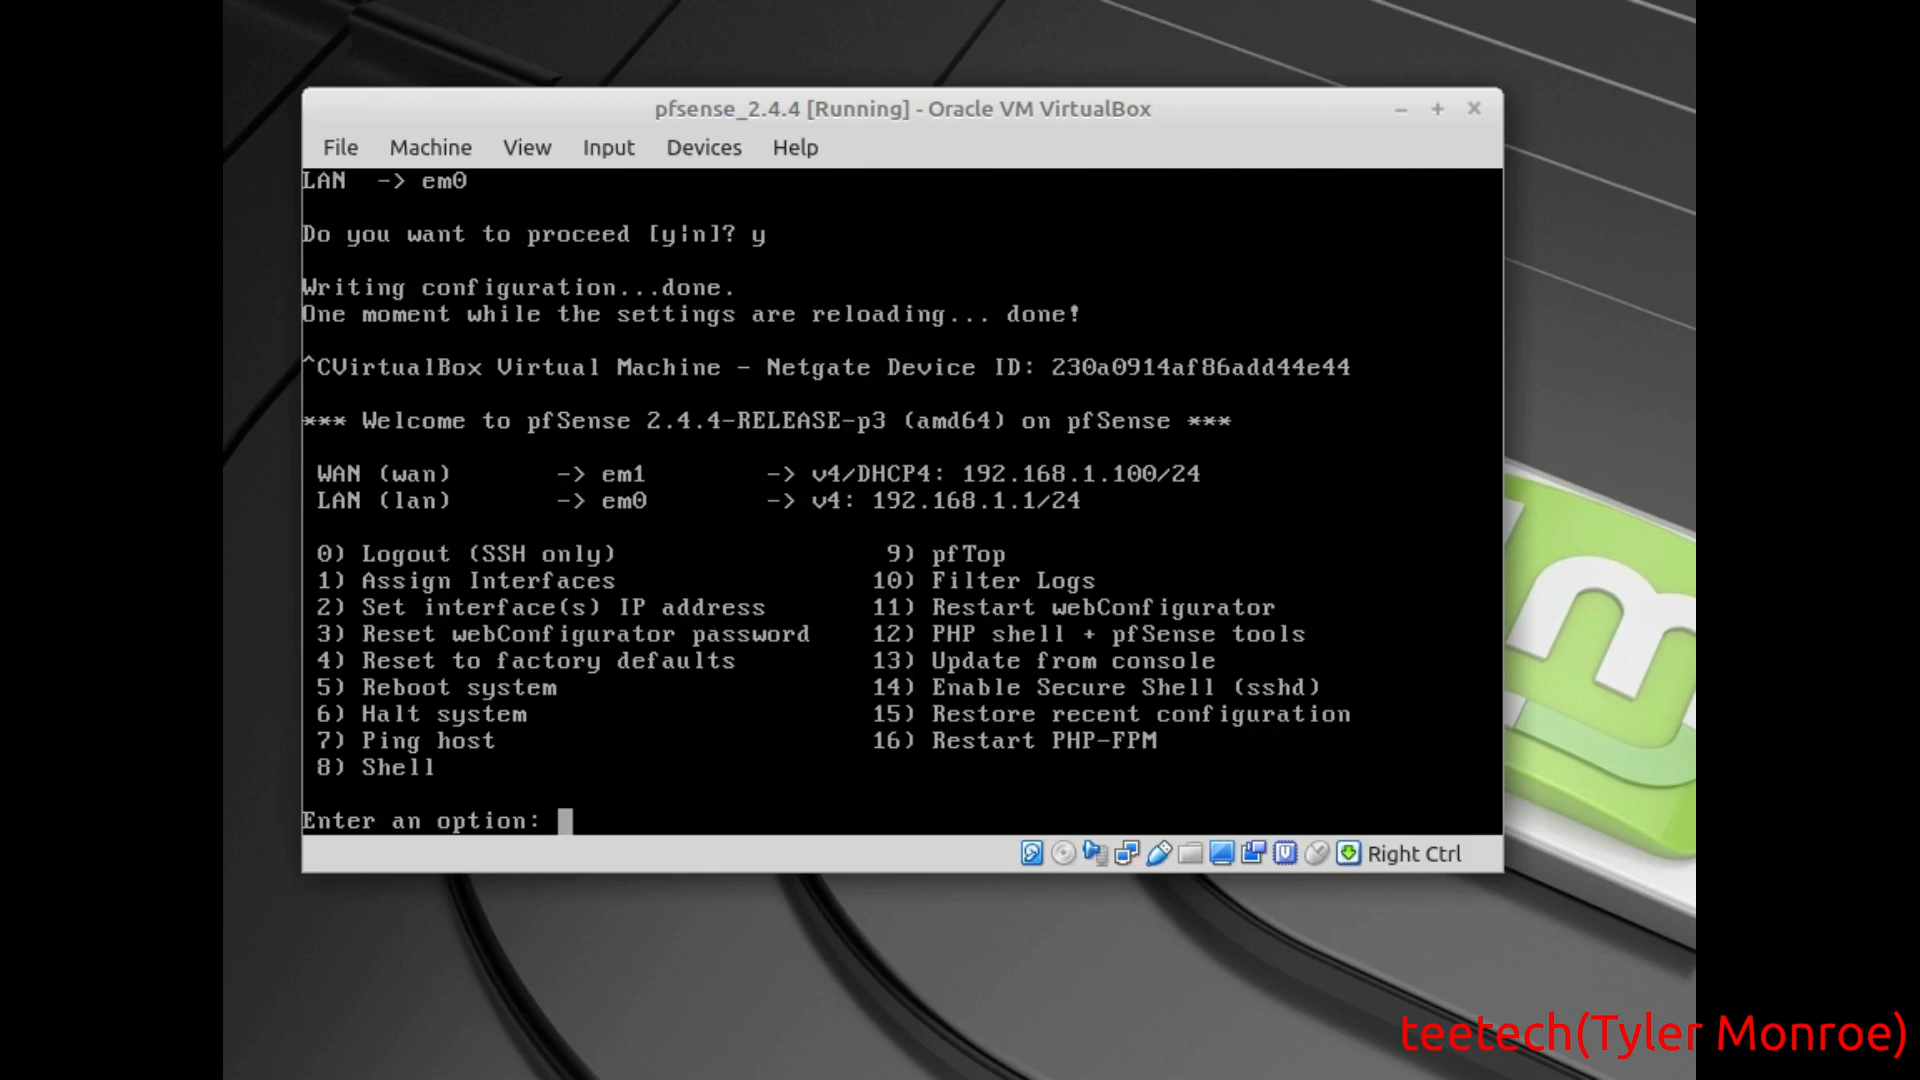 pfsense_2.4.4 [Running] - Oracle VM VirtualBox
File Machine View Input Devices Help
LAN -> em0
Do you want to proceed [y|n]? y
Writing configuration...done.
One moment while the settings are reloading... done!
^CVirtualBox Virtual Machine - Netgate Device ID: 230a0914af86add44e44
*** Welcome to pfSense 2.4.4-RELEASE-p3 (amd64) on pfSense ***
WAN (wan) -> em1 -> v4/DHCP4: 192.168.1.100/24
LAN (lan) -> em0 -> v4: 192.168.1.1/24
0) Logout (SSH only) 9) pfTop
1) Assign Interfaces 10) Filter Logs
2) Set interface(s) IP address 11) Restart webConfigurator
3) Reset webConfigurator password 12) PHP shell + pfSense tools
4) Reset to factory defaults 13) Update from console
5) Reboot system 14) Enable Secure Shell (sshd)
6) Halt system 15) Restore recent configuration
7) Ping host 16) Restart PHP-FPM
8) Shell
Enter an option:
Right Ctrl
teetech(Tyler Monroe)